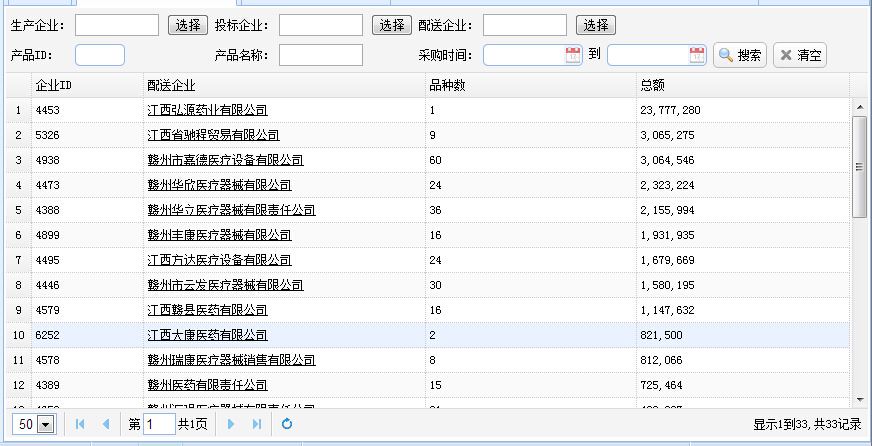 生产企业： 选择 投标企业： 选择 配送企业： 选择
产品ID： 产品名称： 采购时间： 到 搜索 清空
企业ID 配送企业 品种数 总额
1 4453 江西弘源药业有限公司 1 23,777,280
2 5326 江西省驰程贸易有限公司 9 3,065,275
3 4938 赣州市嘉德医疗设备有限公司 60 3,064,546
4 4473 赣州华欣医疗器械有限公司 24 2,323,224
5 4388 赣州华立医疗器械有限责任公司 36 2,155,994
6 4899 赣州丰康医疗器械有限公司 16 1,931,935
7 4495 江西方达医疗设备有限公司 24 1,679,669
8 4446 赣州市云发医疗器械有限公司 30 1,580,195
9 4579 江西赣县医药有限公司 16 1,147,632
10 6252 江西大康医药有限公司 2 821,500
11 4578 赣州瑞康医疗器械销售有限公司 8 812,066
12 4389 赣州医药有限责任公司 15 725,464
50 第 1 共1页 显示1到33, 共33记录